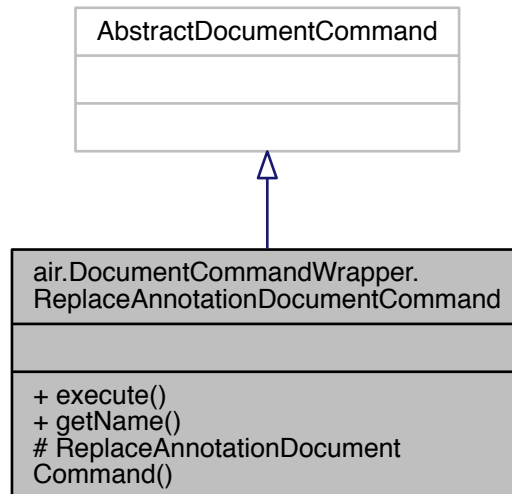 AbstractDocumentCommand
air.DocumentCommandWrapper.
ReplaceAnnotationDocumentCommand
+ execute()
+ getName()
# ReplaceAnnotationDocument
Command()